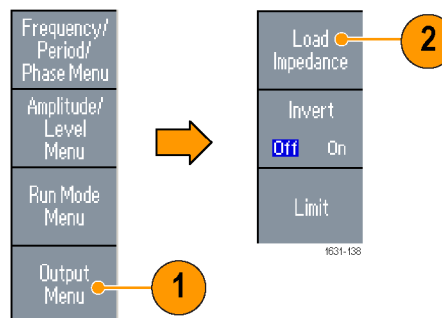 Frequency/
Period/
Phase Menu
Amplitude/
Level
Menu
Run Mode
Menu
Output
Menu
1
Load
Impedance
2
Invert
Off On
Limit
1631-138